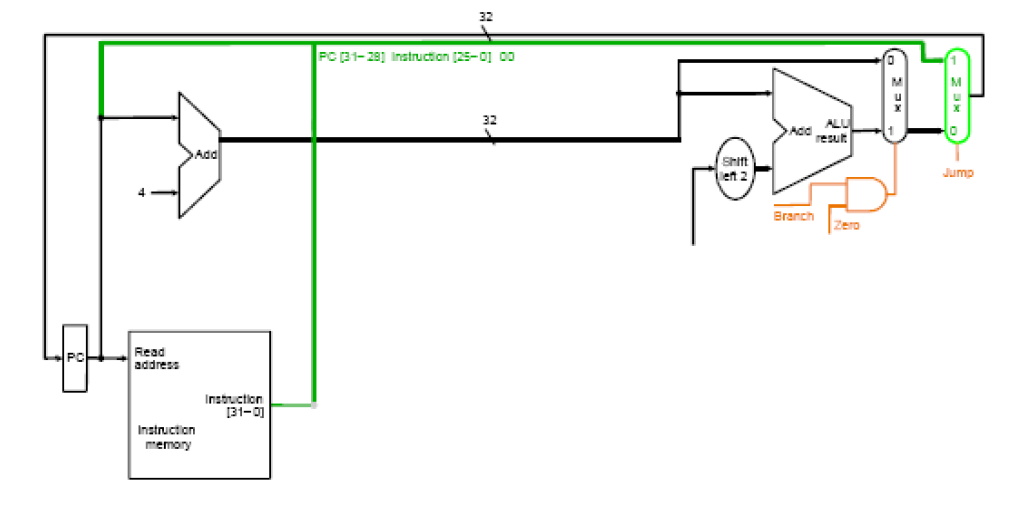 32
PC [31-28] Instruction [25-0] 00
0
M
u
x
1
1
M
u
x
0
Add
ALU
result
32
Add
4
Shift
left 2
Jump
Branch
Zero
PC
Read
address
Instruction
[31-0]
Instruction
memory